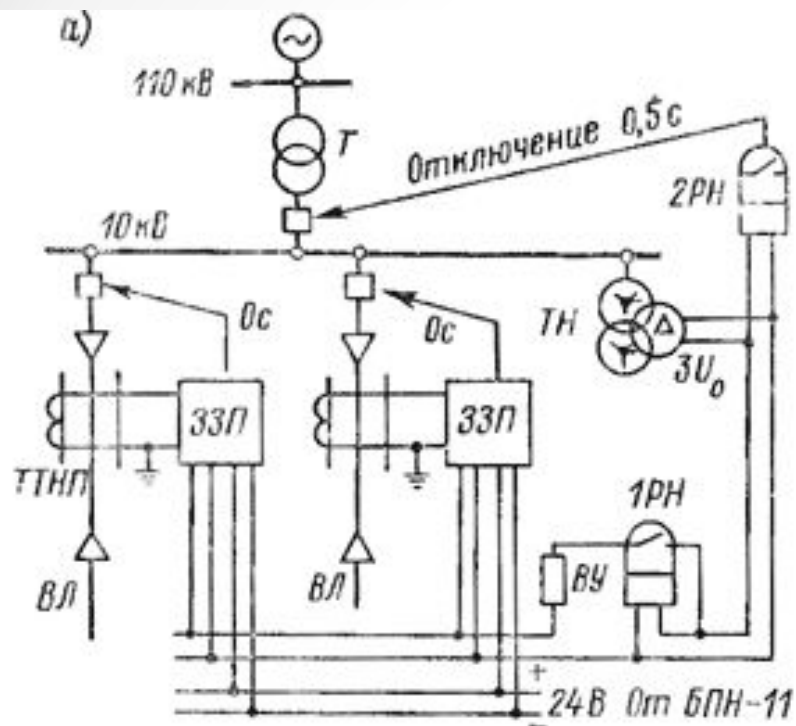 а)
110 кВ
Т
Отключение 0,5 с
2РН
10 кВ
0с
0с
ТН
3U₀
ЗЗП
ЗЗП
ТТНП
1РН
ВУ
ВЛ
ВЛ
+
24В От БПН-11
−